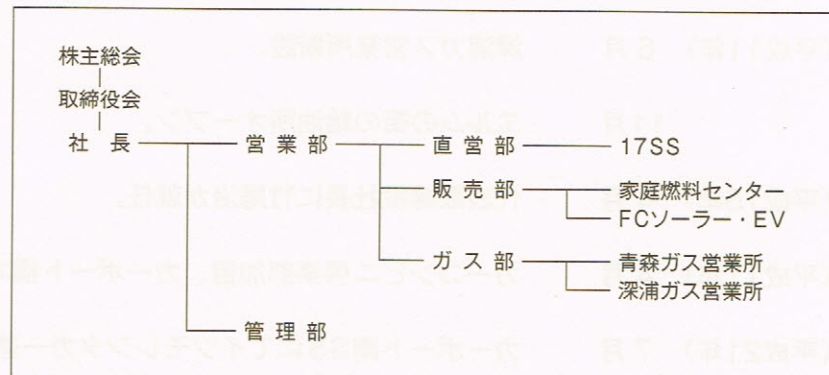 株主総会
取締役会
社長 営業部 直営部 17SS
販売部 家庭燃料センター
FCソーラー・EV
ガス部 青森ガス営業所
深浦ガス営業所
管理部